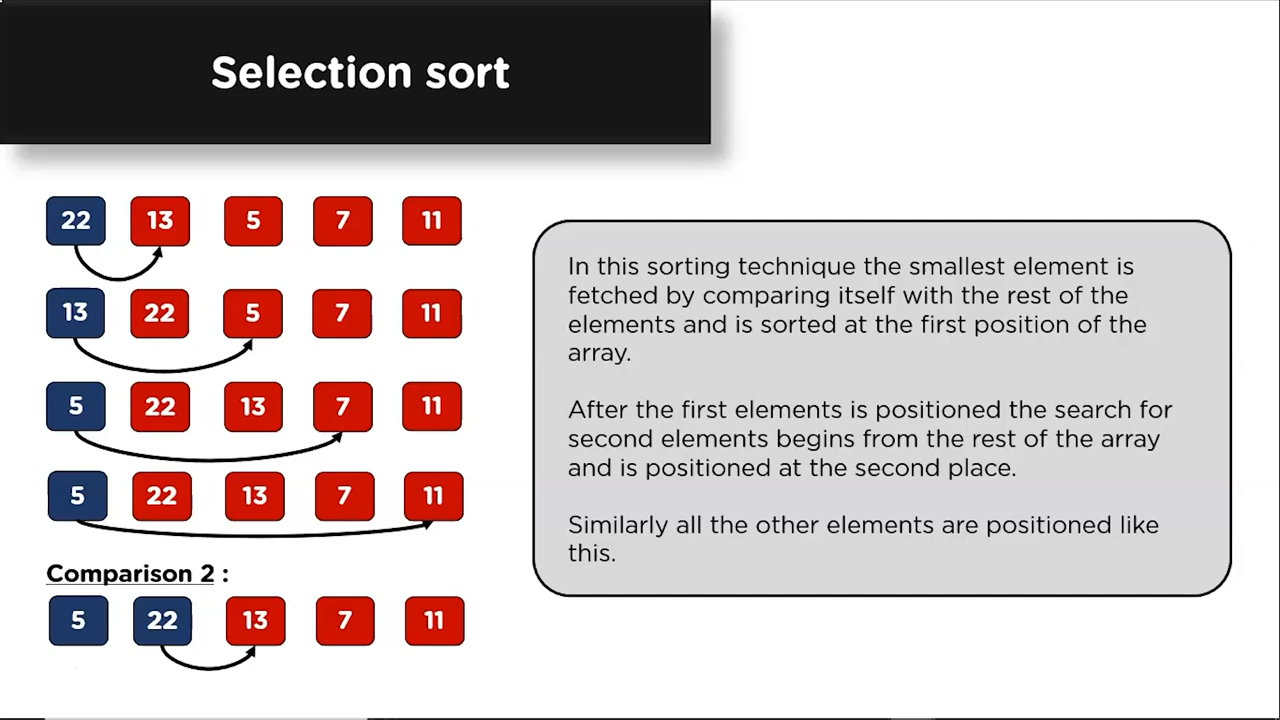 Selection sort
22 13 5 7 11
13 22 5 7 11
5 22 13 7 11
5 22 13 7 11
Comparison 2 :
5 22 13 7 11
In this sorting technique the smallest element is
fetched by comparing itself with the rest of the
elements and is sorted at the first position of the
array.
After the first elements is positioned the search for
second elements begins from the rest of the array
and is positioned at the second place.
Similarly all the other elements are positioned like
this.